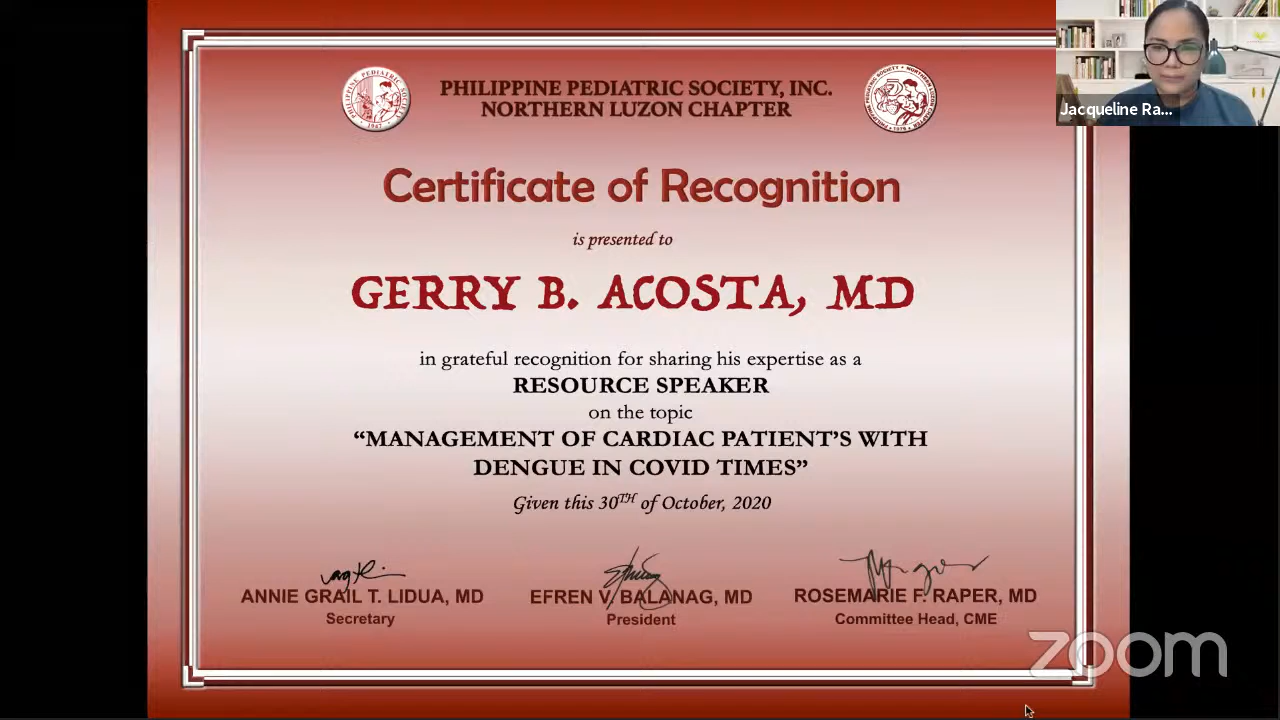 PHILIPPINE PEDIATRIC SOCIETY, INC.
NORTHERN LUZON CHAPTER
Jacqueline Ra...
Certificate of Recognition
is presented to
GERRY B. ACOSTA, MD
in grateful recognition for sharing his expertise as a
RESOURCE SPEAKER
on the topic
“MANAGEMENT OF CARDIAC PATIENT’S WITH
DENGUE IN COVID TIMES”
Given this 30TH of October, 2020
ANNIE GRAIL T. LIDUA, MD
Secretary
EFREN V. BALANAG, MD
President
ROSEMARIE F. RAPER, MD
Committee Head, CME
zoom